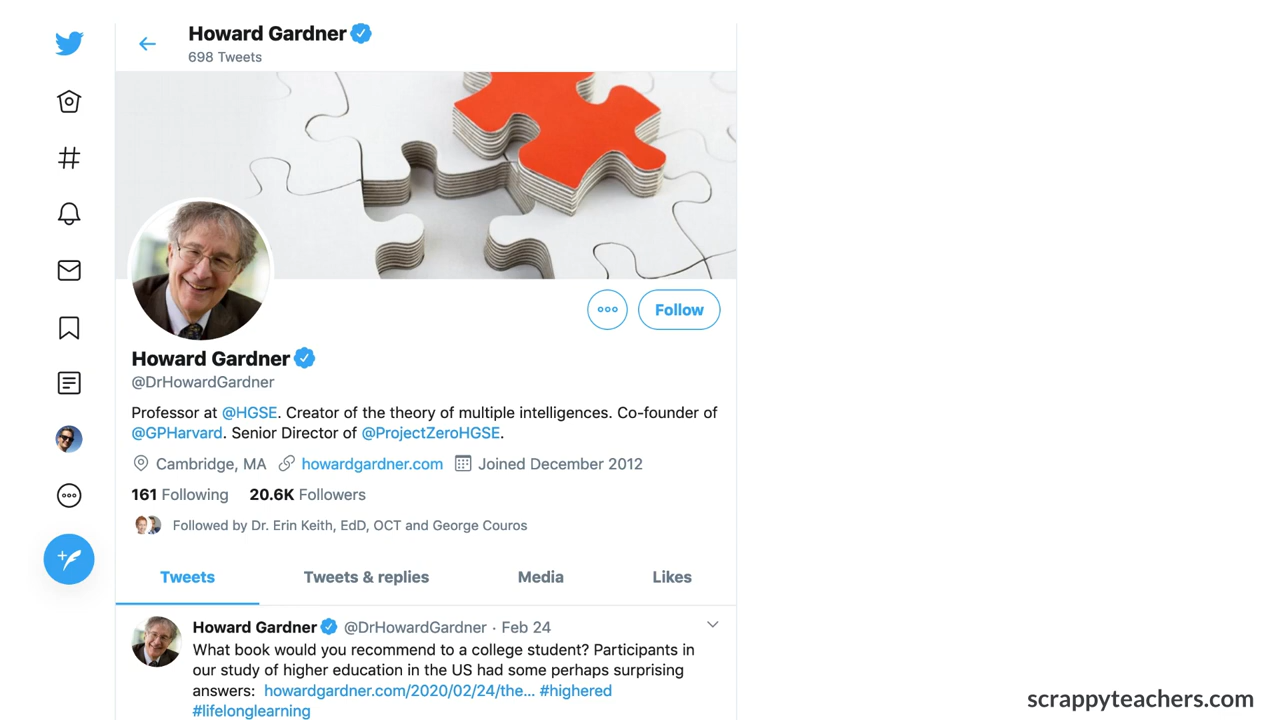 Howard Gardner
698 Tweets
Follow
Howard Gardner
@DrHowardGardner
Professor at @HGSE. Creator of the theory of multiple intelligences. Co-founder of
@GPHarvard. Senior Director of @ProjectZeroHGSE.
Cambridge, MA howardgardner.com Joined December 2012
161 Following 20.6K Followers
Followed by Dr. Erin Keith, EdD, OCT and George Couros
Tweets Tweets & replies Media Likes
Howard Gardner @DrHowardGardner · Feb 24
What book would you recommend to a college student? Participants in
our study of higher education in the US had some perhaps surprising
answers: howardgardner.com/2020/02/24/the... #highered
#lifelonglearning
scrappyteachers.com